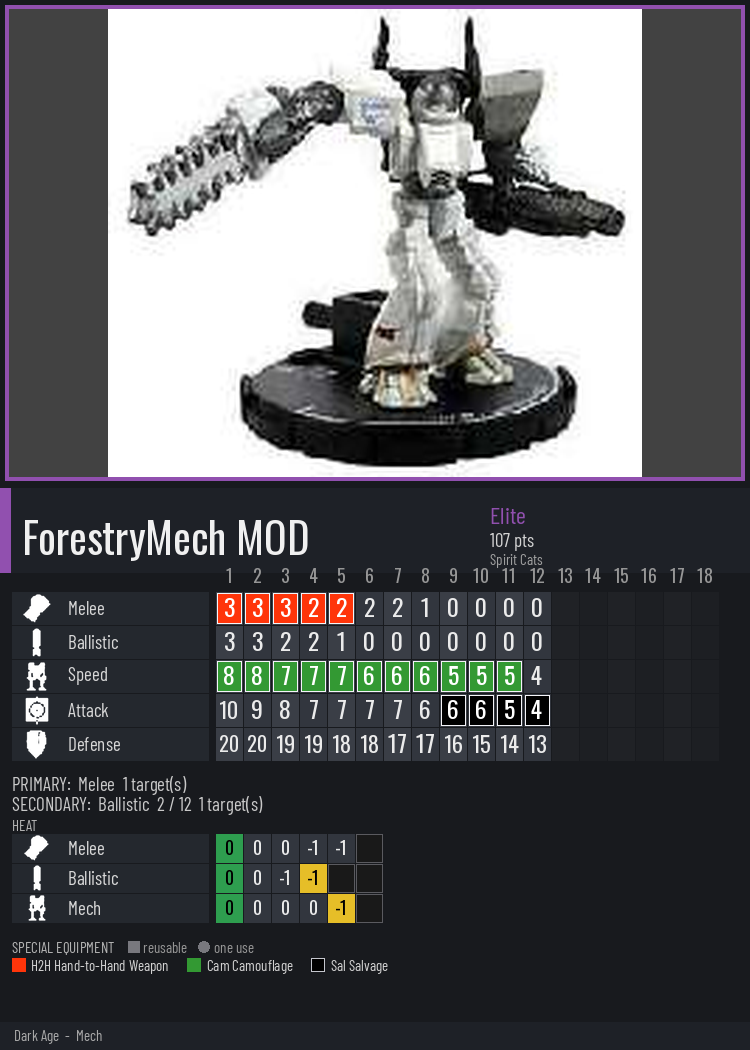 ForestryMech MOD
Elite
107 pts
Spirit Cats
1 2 3 4 5 6 7 8 9 10 11 12 13 14 15 16 17 18
Melee 3 3 3 2 2 2 2 1 0 0 0 0
Ballistic 3 3 2 2 1 0 0 0 0 0 0 0
Speed 8 8 7 7 7 6 6 6 5 5 5 4
Attack 10 9 8 7 7 7 7 6 6 6 5 4
Defense 20 20 19 19 18 18 17 17 16 15 14 13
PRIMARY: Melee 1 target(s)
SECONDARY: Ballistic 2 / 12 1 target(s)
HEAT
Melee 0 0 0 -1 -1
Ballistic 0 0 -1 -1
Mech 0 0 0 0 -1
SPECIAL EQUIPMENT reusable one use
H2H Hand-to-Hand Weapon Cam Camouflage Sal Salvage
Dark Age - Mech